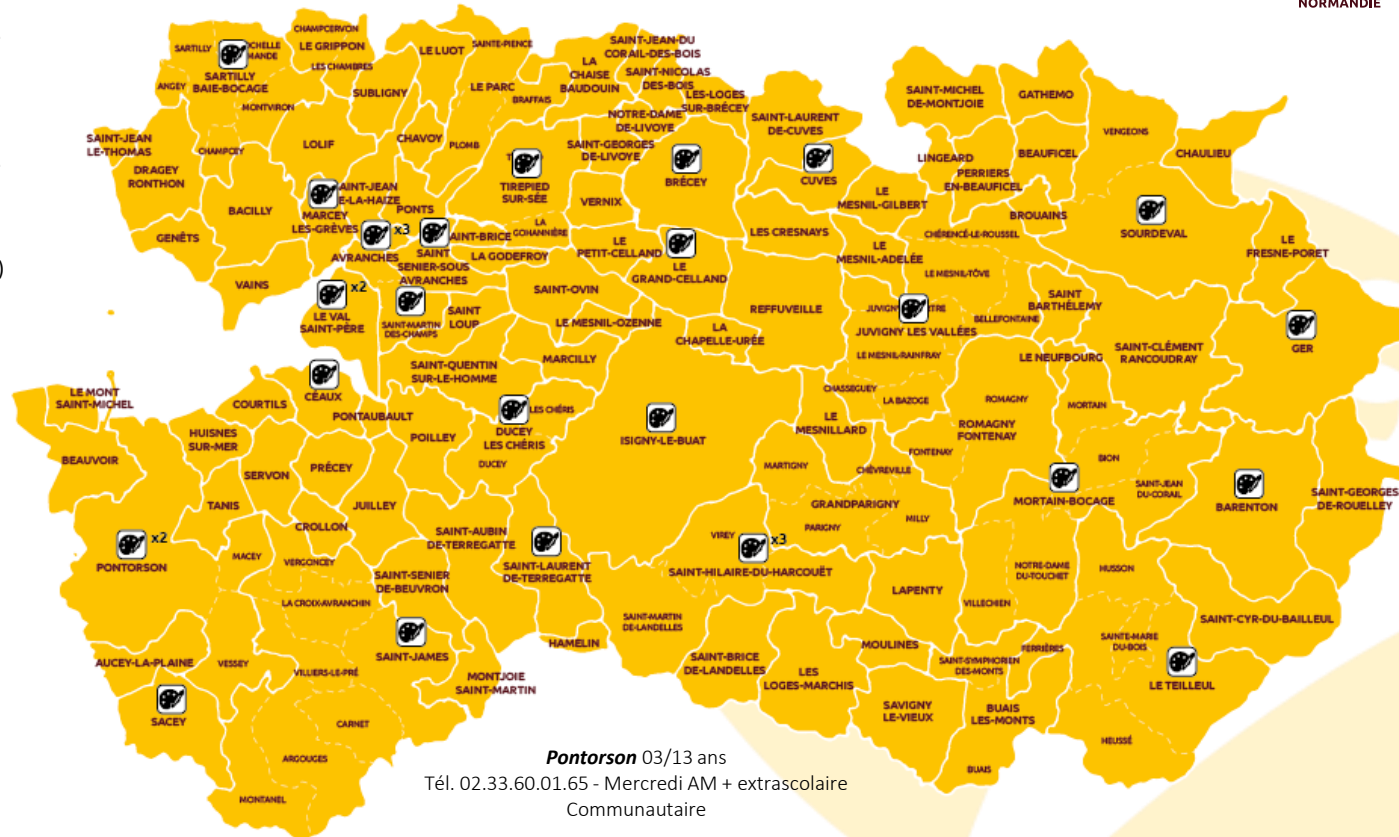 NORMANDIE
CHAMPCERVON
SARTILLY
CHELLE
MANDE
LE GRIPPON
LES CHAMBRES
SARTILLY
BAIE-BOCAGE
ANGEY
MONTVIRON
SUBLIGNY
LE LUOT
SAINTE-PIENCE
LE PARC
BRAFFAIS
LA
CHAISE
BAUDOUIN
SAINT-JEAN-DU
CORAIL-DES-BOIS
SAINT-NICOLAS
DES-BOIS
LES-LOGES
SUR-BRÉCEY
NOTRE-DAME
DE-LIVOYE
SAINT-GEORGES
DE-LIVOYE
SAINT-LAURENT
DE-CUVES
SAINT-MICHEL
DE-MONTJOIE
GATHEMO
VENGEONS
CHAULIEU
SAINT-JEAN
LE-THOMAS
CHAMPCEY
LOLIF
CHAVOY
PLOMB
DRAGEY
RONTHON
BACILLY
GENÊTS
VAINS
AINT-JEAN
E-LA-HAIZE
MARCEY
LES-GRÈVES
PONTS
x3
AVRANCHES
T
TIREPIED
SUR-SÉE
BRÉCEY
CUVES
LINGEARD
BEAUFICEL
PERRIERS
EN-BEAUFICEL
LE
MESNIL-GILBERT
BROUAINS
CHÉRENCÉ-LE-ROUSSEL
SOURDEVAL
LE
FRESNE-PORET
VERNIX
LA
GOHANNIÈRE
AINT-BRICE
SAINT
SENIER-SOUS
AVRANCHES
LA GODEFROY
LE
PETIT-CELLAND
LE
GRAND-CELLAND
LES CRESNAYS
LE
MESNIL-ADELÉE
LE MESNIL-TÔVE
x2
LE VAL
SAINT-PÈRE
SAINT-MARTIN
DES-CHAMPS
SAINT
LOUP
SAINT-OVIN
LE MESNIL-OZENNE
REFFUVEILLE
LA
CHAPELLE-URÉE
JUVIGN
TRE
JUVIGNY LES VALLÉES
BELLEFONTAINE
SAINT
BARTHÉLEMY
LE MESNIL-RAINFRAY
LE NEUFBOURG
SAINT-CLÉMENT
RANCOUDRAY
GER
MARCILLY
SAINT-QUENTIN
SUR-LE-HOMME
CÉAUX
LE MONT
SAINT-MICHEL
COURTILS
PONTAUBAULT
HUISNES
SUR-MER
POILLEY
LES CHÉRIS
DUCEY
LES CHÉRIS
DUCEY
ISIGNY-LE-BUAT
CHASSEGUEY
LA BAZOGE
LE
MESNILLARD
ROMAGNY
ROMAGNY
FONTENAY
FONTENAY
MORTAIN
BION
SAINT-JEAN
DU-CORAIL
MORTAIN-BOCAGE
BARENTON
SAINT-GEORGES
DE-ROUELLEY
BEAUVOIR
SERVON
PRÉCEY
TANIS
JUILLEY
CROLLON
MARTIGNY
CHÈVREVILLE
GRANDPARIGNY
PARIGNY
MILLY
VIREY
x3
SAINT-HILAIRE-DU-HARCOUËT
x2
PONTORSON
MACEY
VERGONCEY
SAINT-AUBIN
DE-TERREGATTE
SAINT-LAURENT
DE-TERREGATTE
SAINT-SENIER
DE-BEUVRON
LA CROIX-AVRANCHIN
LAPENTY
NOTRE-DAME
DU-TOUCHET
HUSSON
VILLECHIEN
SAINT-CYR-DU-BAILLEUL
SAINT-MARTIN
DE-LANDELLES
HAMELIN
SAINT-JAMES
MONTJOIE
SAINT-MARTIN
VILLIERS-LE-PRÉ
AUCEY-LA-PLAINE
VESSEY
SACEY
SAINT-BRICE
DE-LANDELLES
LES
LOGES-MARCHIS
MOULINES
SAINT-SYMPHORIEN
DES-MONTS
FERRIÈRES
SAINTE-MARIE
DU-BOIS
LE TEILLEUL
SAVIGNY
LE-VIEUX
BUAIS
LES-MONTS
HEUSSÉ
BUAIS
CARNET
ARGOUGES
MONTANEL
)
Pontorson 03/13 ans
Tél. 02.33.60.01.65 - Mercredi AM + extrascolaire
Communautaire